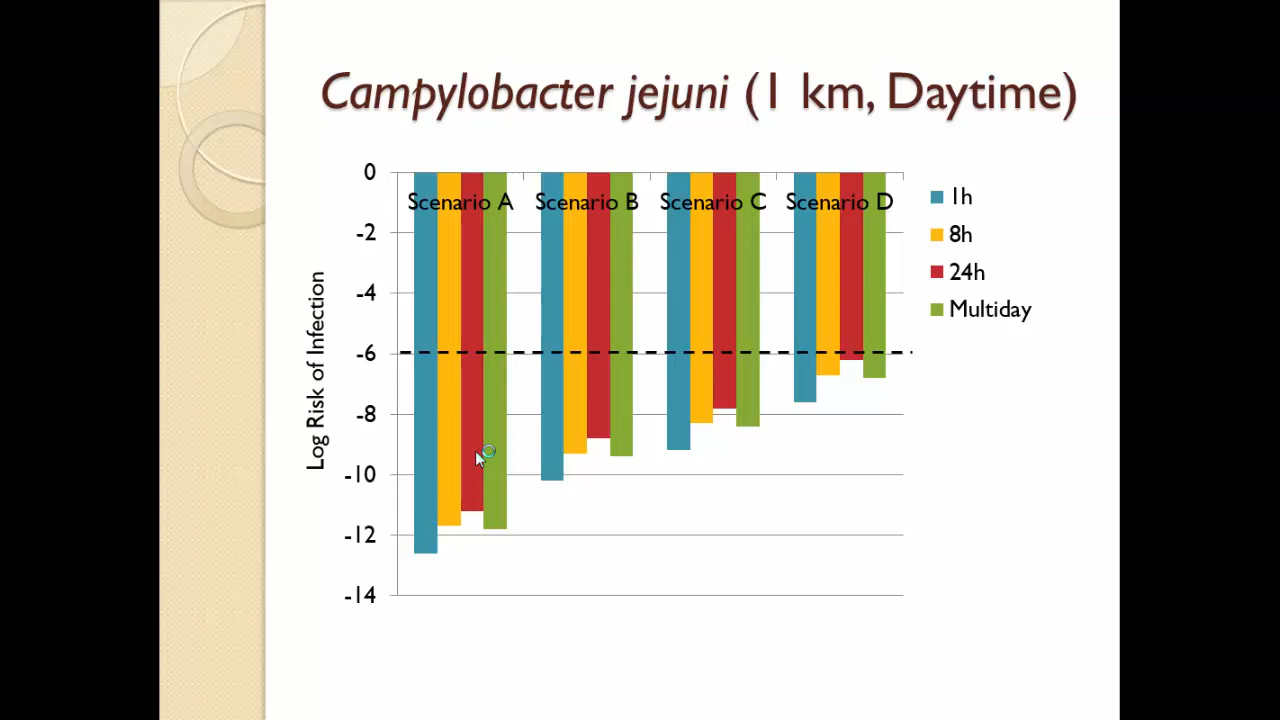 Campylobacter jejuni (1 km, Daytime)
0
-2
-4
-6
-8
-10
-12
-14
Log Risk of Infection
Scenario A
Scenario B
Scenario C
Scenario D
1h
8h
24h
Multiday